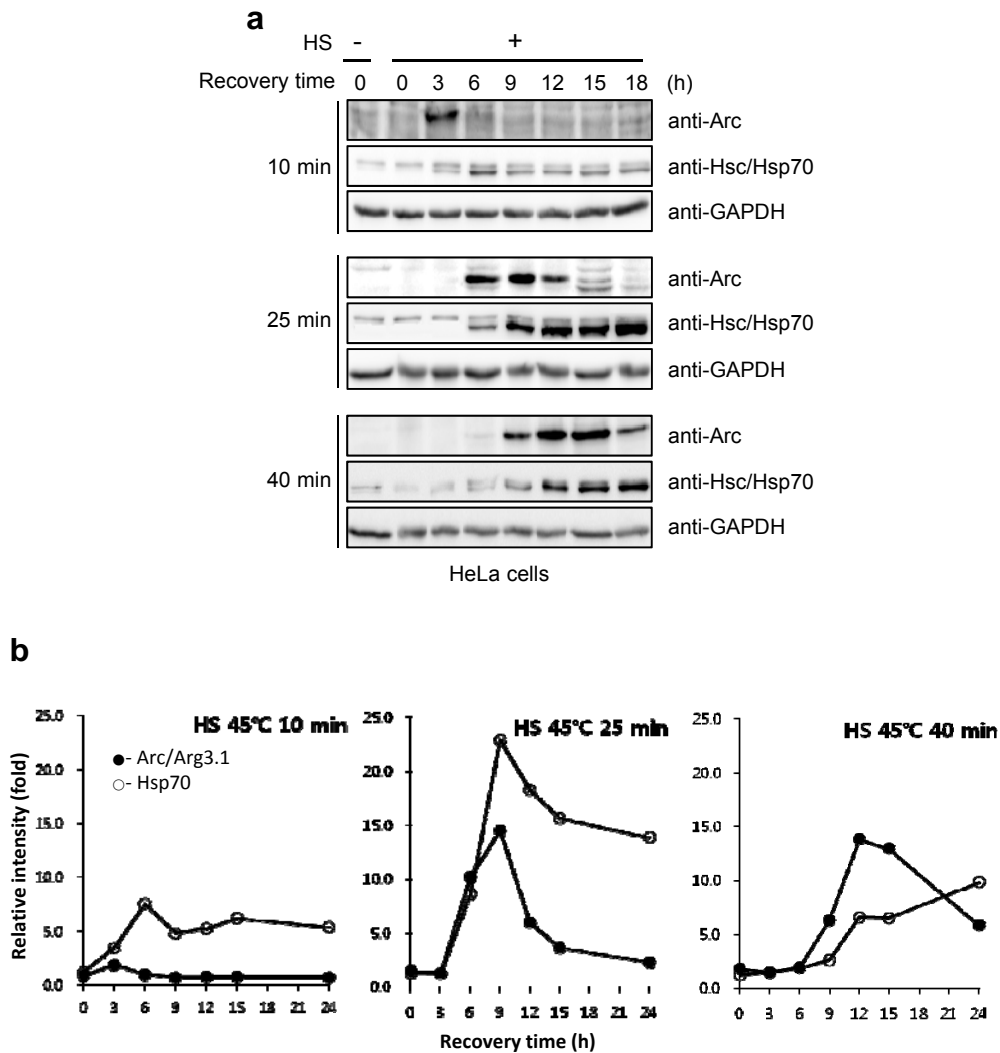 a
HS - +
Recovery time 0 0 3 6 9 12 15 18 (h)
anti-Arc
10 min anti-Hsc/Hsp70
anti-GAPDH
anti-Arc
25 min anti-Hsc/Hsp70
anti-GAPDH
anti-Arc
40 min anti-Hsc/Hsp70
anti-GAPDH
HeLa cells
b
Relative intensity (fold)
25.0
20.0
15.0
10.0
5.0
0.0
HS 45°C 10 min
●- Arc/Arg3.1
○- Hsp70
0 3 6 9 12 15 18 21 24
25.0
20.0
15.0
10.0
5.0
0.0
HS 45°C 25 min
0 3 6 9 12 15 18 21 24
25.0
20.0
15.0
10.0
5.0
0.0
HS 45°C 40 min
0 3 6 9 12 15 18 21 24
Recovery time (h)